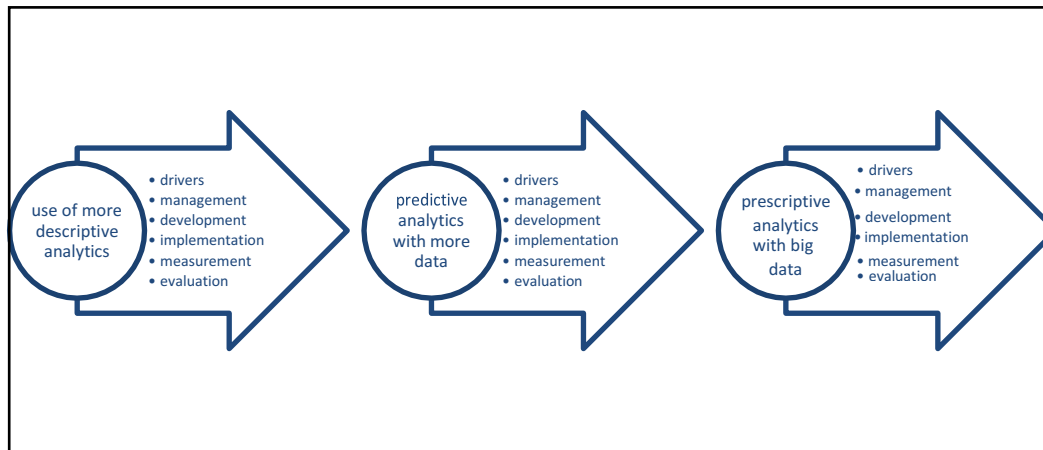 use of more
descriptive
analytics
• drivers
• management
• development
• implementation
• measurement
• evaluation
predictive
analytics
with more
data
• drivers
• management
• development
• implementation
• measurement
• evaluation
prescriptive
analytics
with big
data
• drivers
• management
• development
• implementation
• measurement
• evaluation